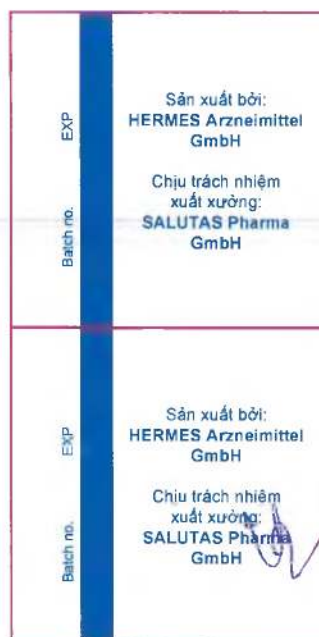 EXP
Batch no.
Sản xuất bởi:
HERMES Arzneimittel
GmbH
Chịu trách nhiệm
xuất xưởng:
SALUTAS Pharma
GmbH
EXP
Batch no.
Sản xuất bởi:
HERMES Arzneimittel
GmbH
Chịu trách nhiệm
xuất xưởng:
SALUTAS Pharma
GmbH